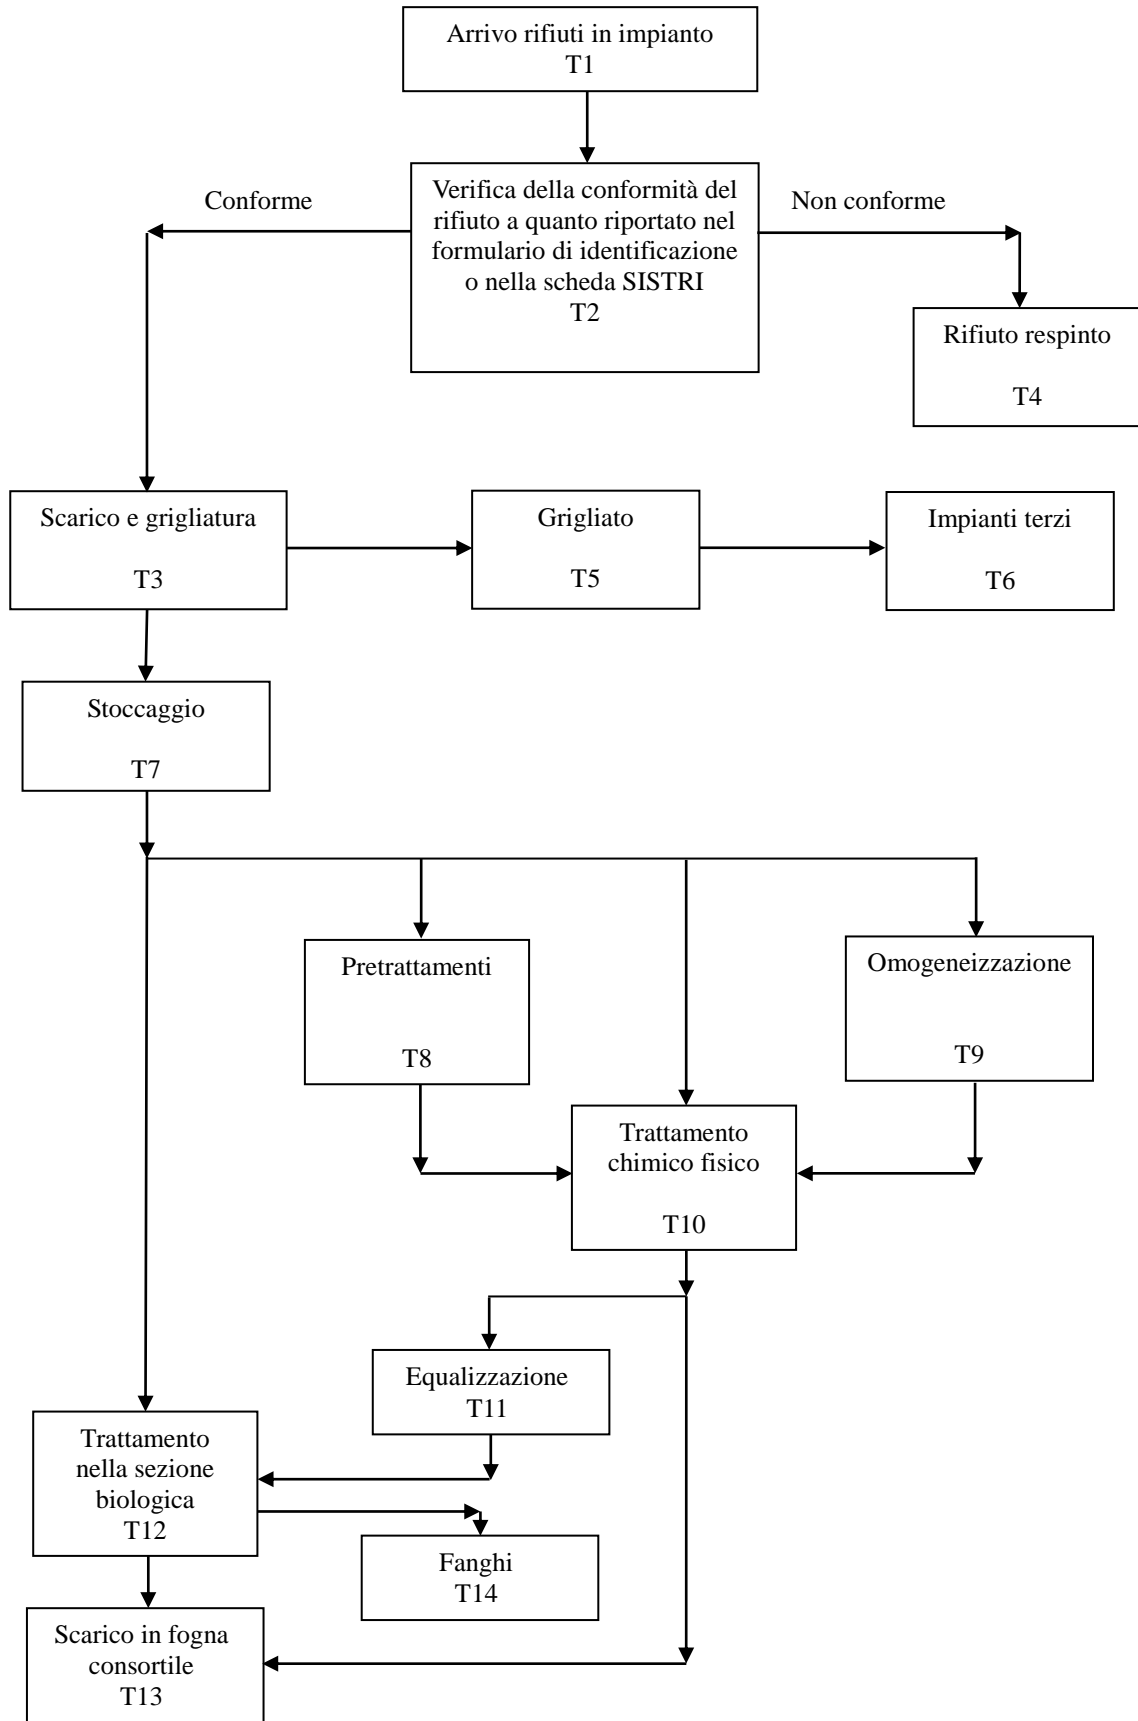 Arrivo rifiuti in impianto
T1
Verifica della conformità del
rifiuto a quanto riportato nel
formulario di identificazione
o nella scheda SISTRI
T2
Conforme
Non conforme
Rifiuto respinto
T4
Scarico e grigliatura
T3
Grigliato
T5
Impianti terzi
T6
Stoccaggio
T7
Pretrattamenti
T8
Omogeneizzazione
T9
Trattamento
chimico fisico
T10
Equalizzazione
T11
Trattamento
nella sezione
biologica
T12
Fanghi
T14
Scarico in fogna
consortile
T13